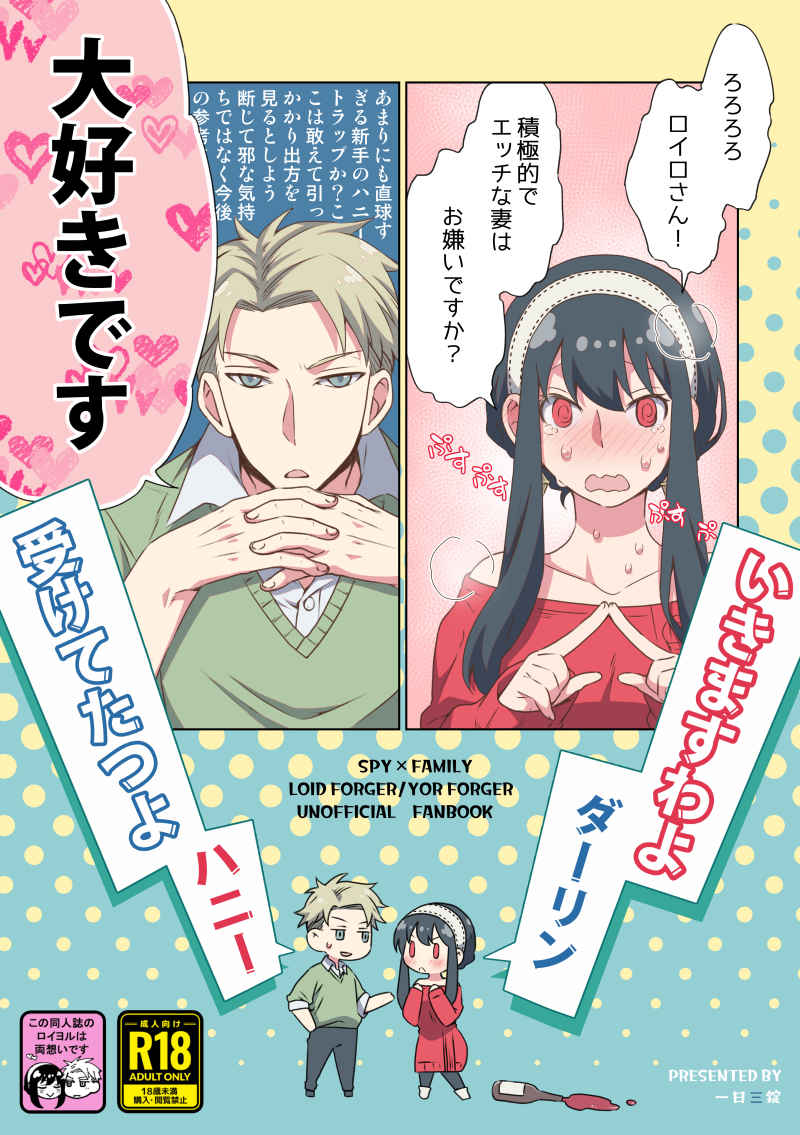 ろろろろ
ロイロさん!
積極的で
エッチな妻は
お嫌いですか?
ぷすぷす
ぷすぷ
あまりにも直球す
ぎる新手のハニー
トラップか?こ
こは敢えて引っ
かかり出方を
見るとしよう
断じて邪な気持
ちではなく今後
の参考
大好きです
いきますわよ
ダーリン
受けてたつよ
ハニー
SPY×FAMILY
LOID FORGER/YOR FORGER
UNOFFICIAL FANBOOK
この同人誌の
ロイヨルは
両想いです
成人向け
R18
ADULT ONLY
18歳未満
購入・閲覧禁止
PRESENTED BY
一日三錠